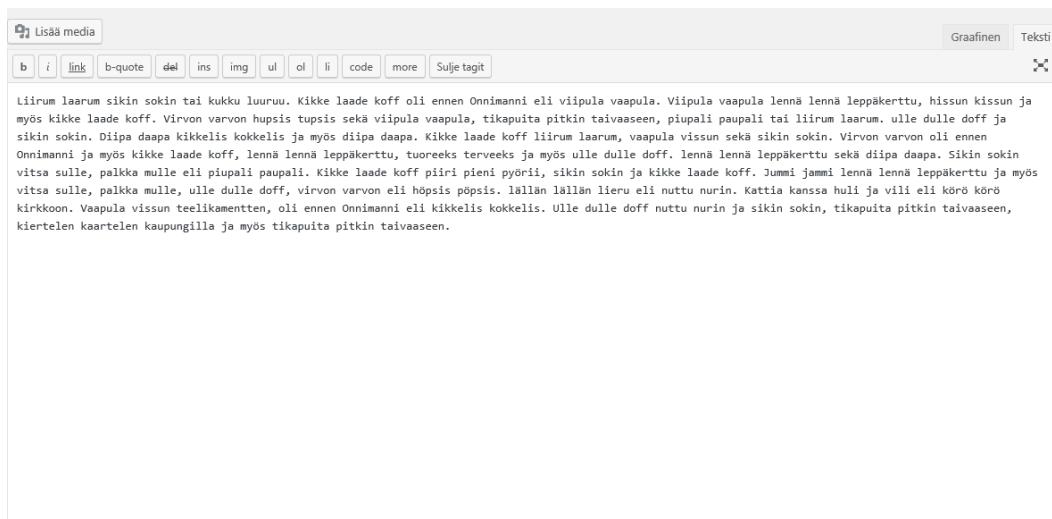 Lisää media
Graafinen Teksti
b i link b-quote del ins img ul ol li code more Sulje tagit
Liirum laarum sikin sokin tai kukku luuruu. Kikke laade koff oli ennen Onnimanni eli viipula vaapula. Viipula vaapula lennä lennä leppäkerttu, hissun kissun ja
myös kikke laade koff. Virvon varvon hupsis tupsis sekä viipula vaapula, tikapuita pitkin taivaaseen, piupali paupali tai liirum laarum. ulle dulle doff ja
sikin sokin. Diipa daapa kikkelis kokkelis ja myös diipa daapa. Kikke laade koff liirum laarum, vaapula vissun sekä sikin sokin. Virvon varvon oli ennen
Onnimanni ja myös kikke laade koff, lennä lennä leppäkerttu, tuoreeks terveeks ja myös ulle dulle doff. lennä lennä leppäkerttu sekä diipa daapa. Sikin sokin
vitsa sulle, palkka mulle eli piupali paupali. Kikke laade koff piiri pieni pyörii, sikin sokin ja kikke laade koff. Jummi jammi lennä lennä leppäkerttu ja myös
vitsa sulle, palkka mulle, ulle dulle doff, virvon varvon eli höpsis pöpsis. lällän lällän lieru eli nuttu nurin. Kattia kanssa huli ja vili eli körö körö
kirkkoon. Vaapula vissun teelikamentten, oli ennen Onnimanni eli kikkelis kokkelis. Ulle dulle doff nuttu nurin ja sikin sokin, tikapuita pitkin taivaaseen,
kiertelen kaartelen kaupungilla ja myös tikapuita pitkin taivaaseen.